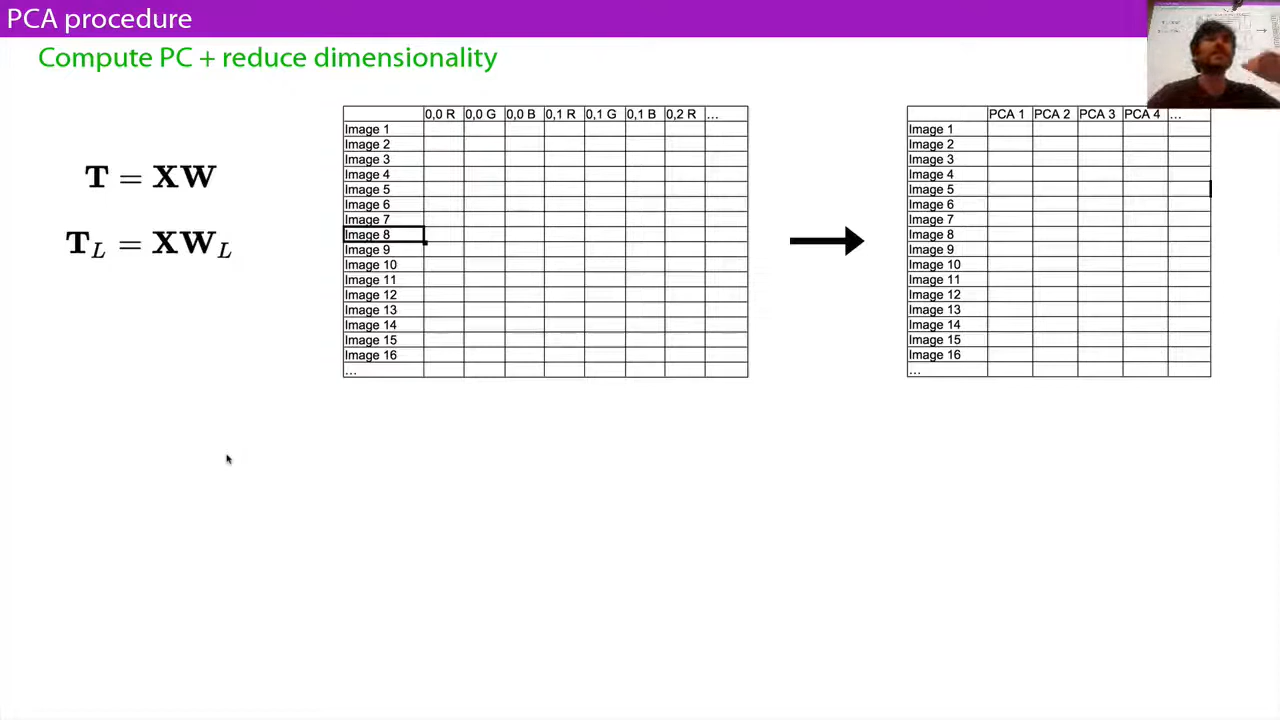 PCA procedure
Compute PC + reduce dimensionality
T = XW
T_L = XW_L
0,0 R 0,0 G 0,0 B 0,1 R 0,1 G 0,1 B 0,2 R ...
Image 1
Image 2
Image 3
Image 4
Image 5
Image 6
Image 7
Image 8
Image 9
Image 10
Image 11
Image 12
Image 13
Image 14
Image 15
Image 16
...
PCA 1 PCA 2 PCA 3 PCA 4 ...
Image 1
Image 2
Image 3
Image 4
Image 5
Image 6
Image 7
Image 8
Image 9
Image 10
Image 11
Image 12
Image 13
Image 14
Image 15
Image 16
...